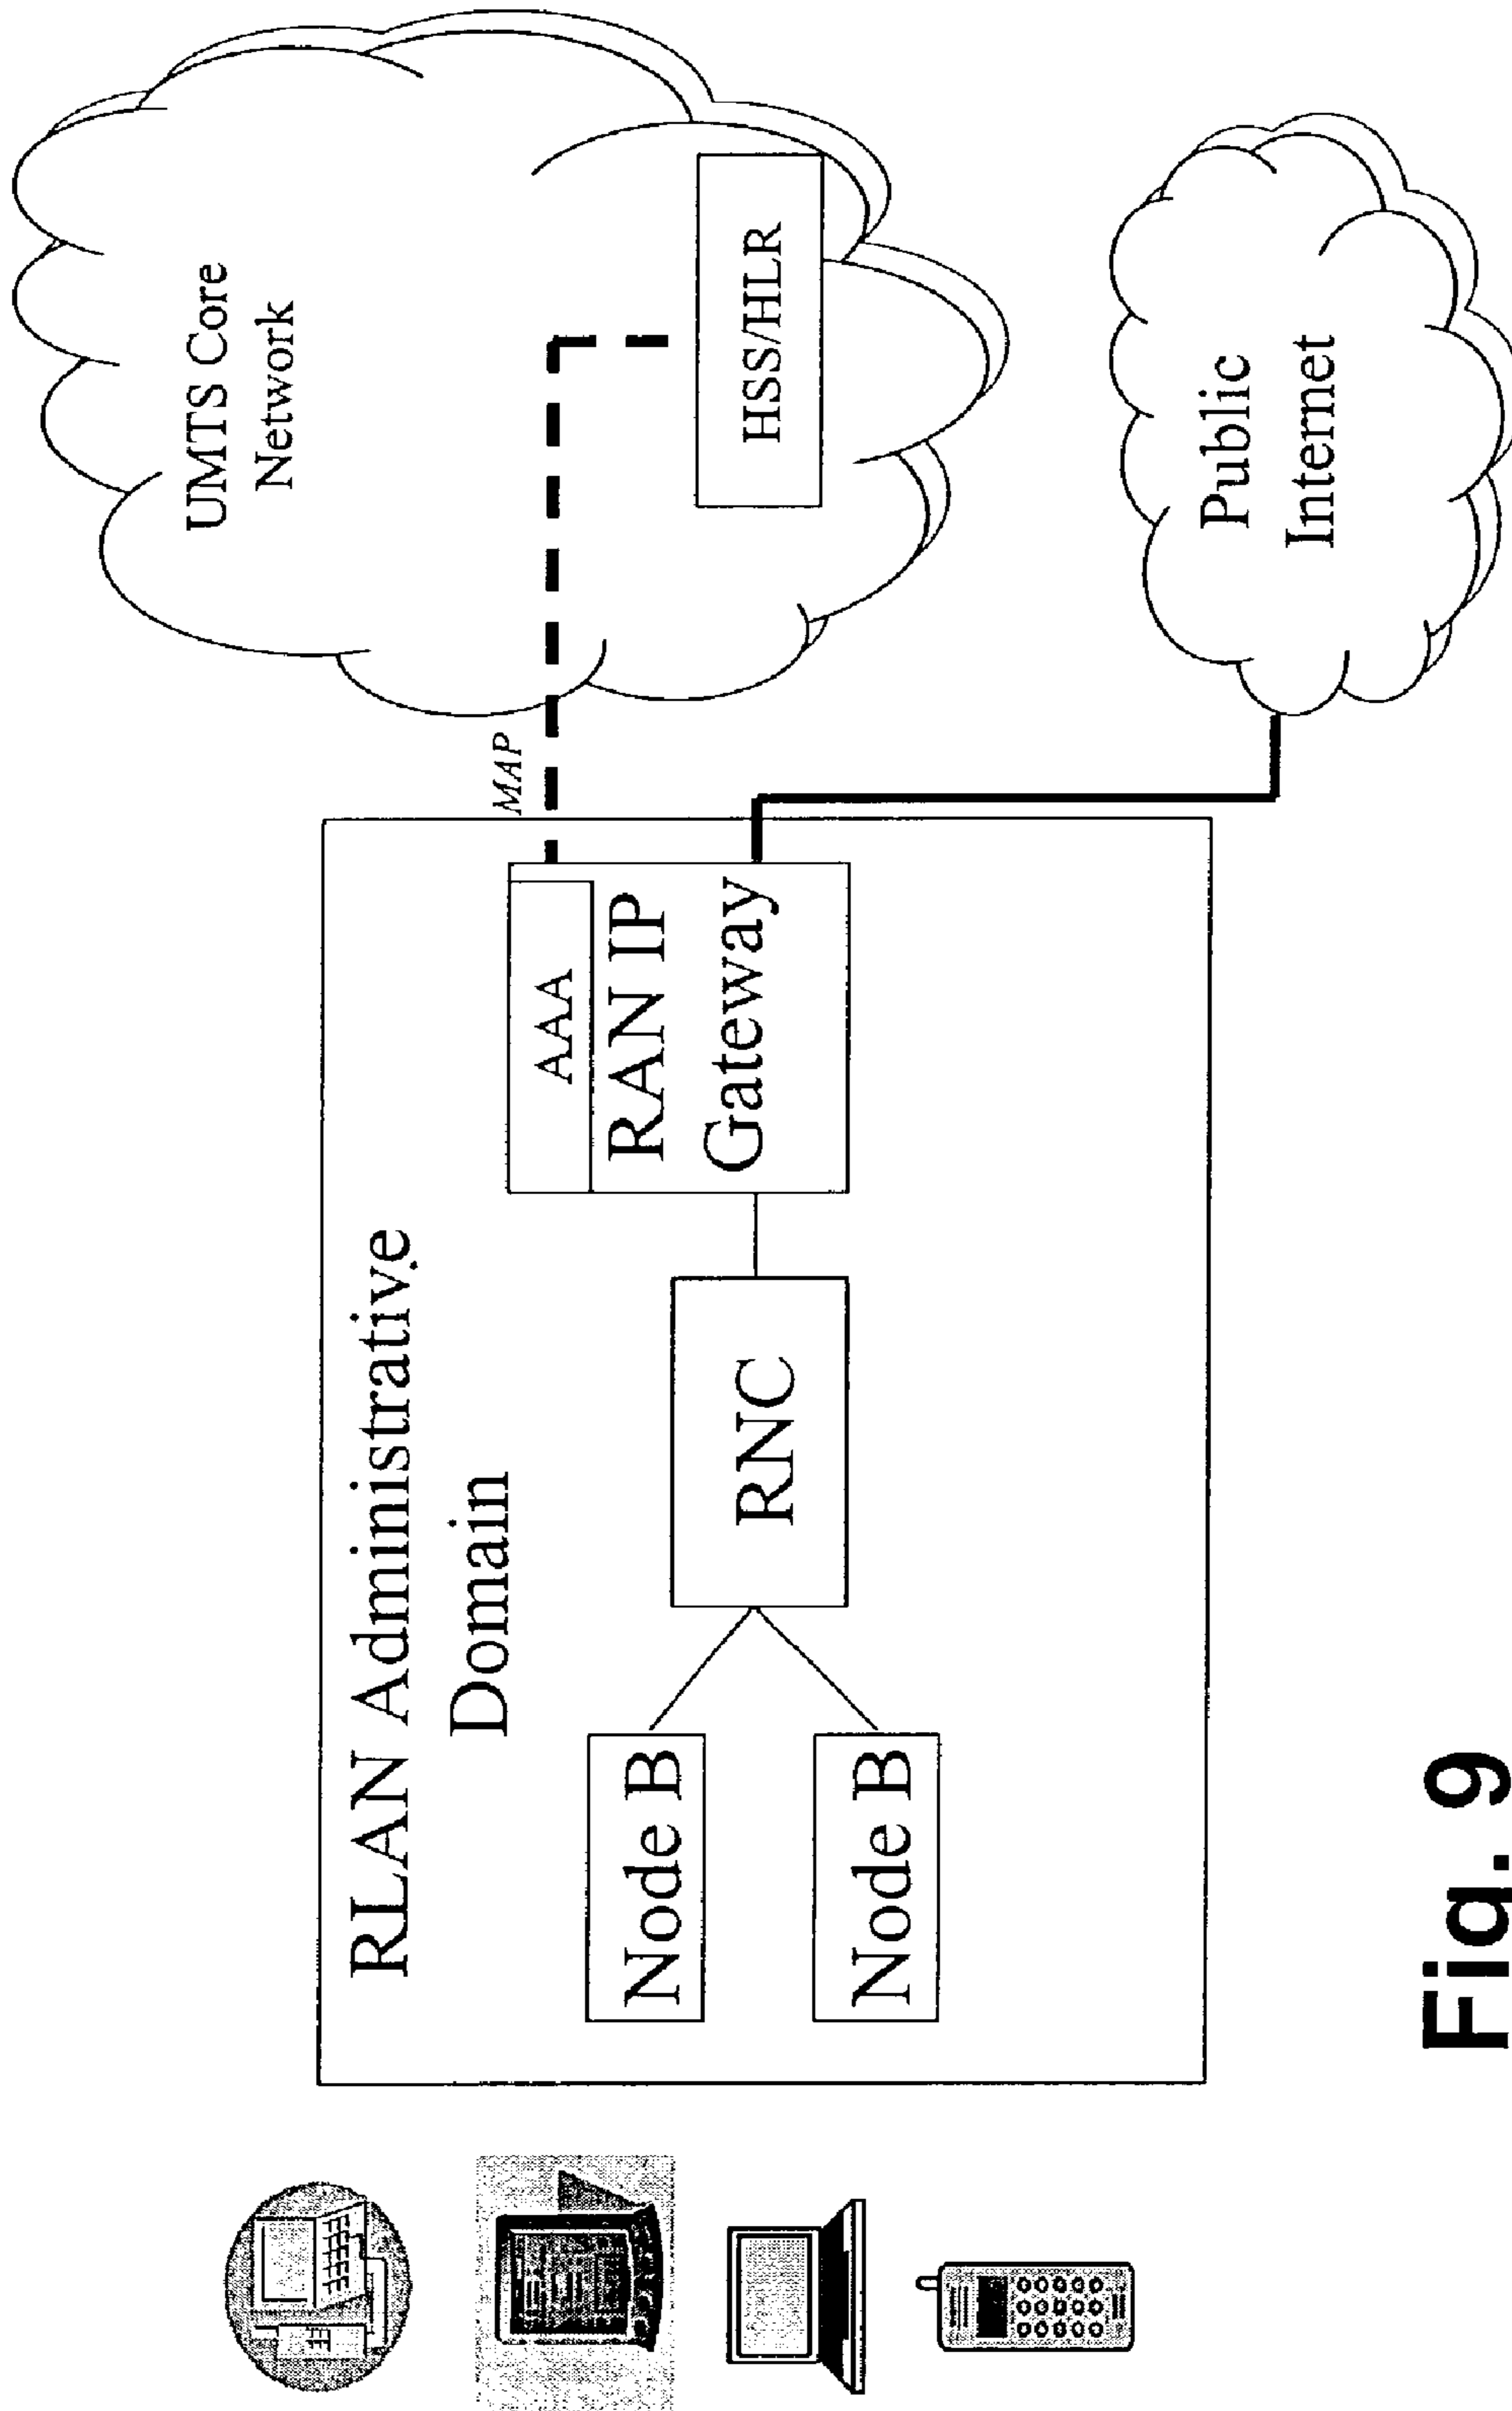 RLAN Administrative
Domain
Node B
Node B
RNC
AAA
RAN IP
Gateway
MAP
UMTS Core
Network
HSS/HLR
Public
Internet
Fig. 9